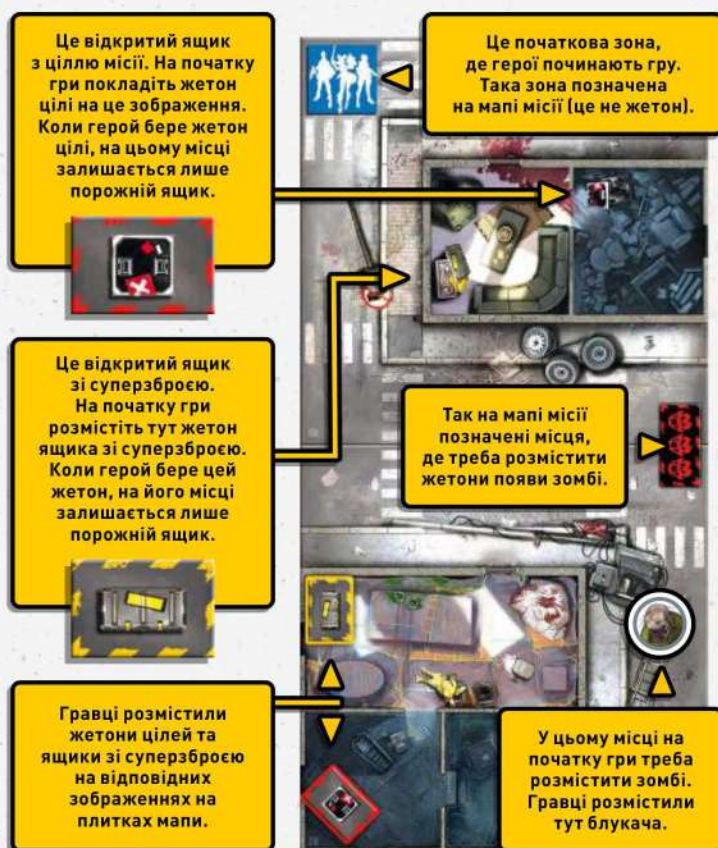 Це відкритий ящик
з ціллю місії. На початку
гри покладіть жетон
цілі на це зображення.
Коли герой бере жетон
цілі, на цьому місці
залишається лише
порожній ящик.
Це початкова зона,
де герої починають гру.
Така зона позначена
на мапі місії (це не жетон).
Це відкритий ящик
зі суперзброєю.
На початку гри
розмістіть тут жетон
ящика зі суперзброєю.
Коли герой бере цей
жетон, на його місці
залишається лише
порожній ящик.
Так на мапі місії
позначені місця,
де треба розмістити
жетони появи зомбі.
Гравці розмістили
жетони цілей та
ящики зі суперзброєю
на відповідних
зображеннях на
плитках мапи.
У цьому місці на
початку гри треба
розмістити зомбі.
Гравці розмістили
тут блукача.